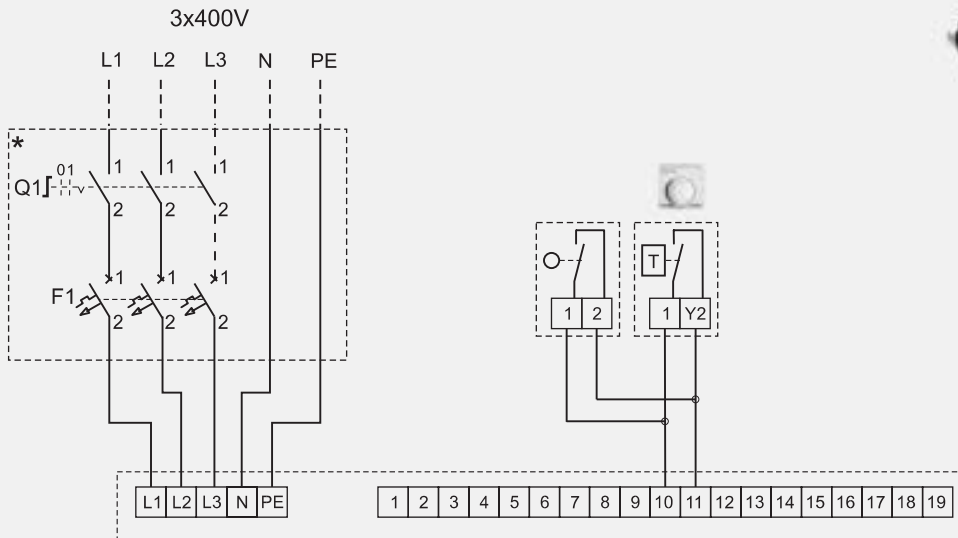 3x400V
L1 L2 L3 N PE
*
01 1 1 1
Q1
2 2 2
1 1 1
F1
2 2 2
T
1 2 1 Y2
L1 L2 L3 N PE 1 2 3 4 5 6 7 8 9 10 11 12 13 14 15 16 17 18 19